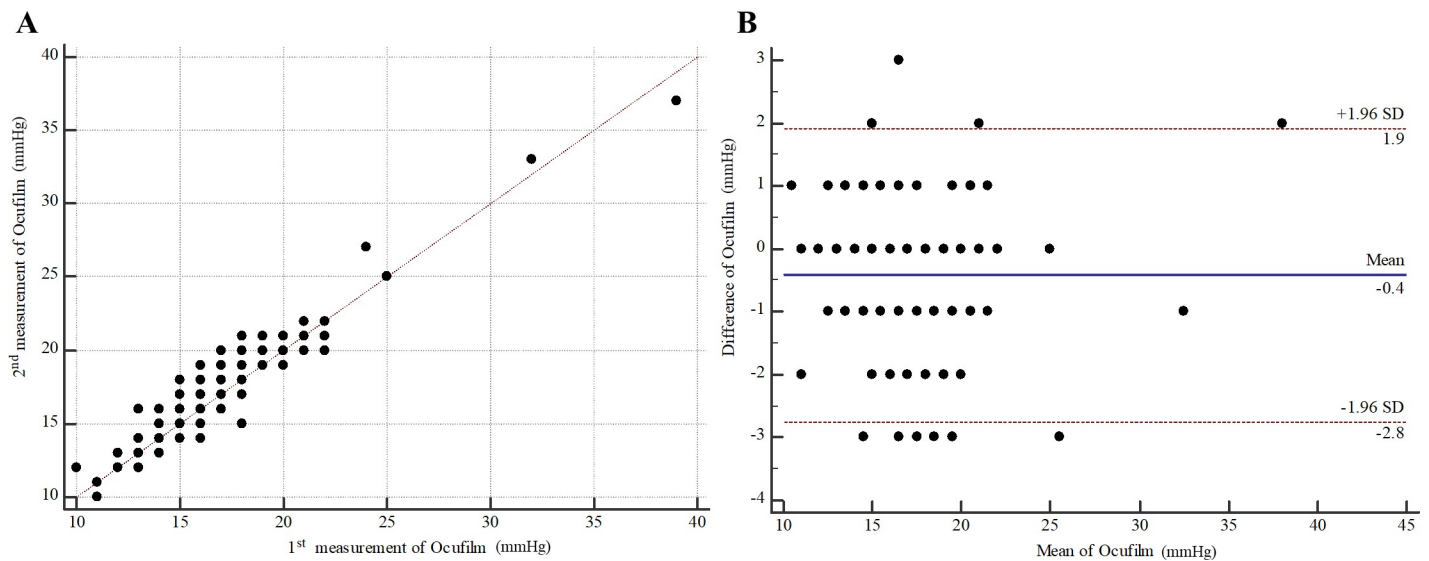 A
40
35
30
25
20
15
10
2nd measurement of Ocufilm (mmHg)
10 15 20 25 30 35 40
1st measurement of Ocufilm (mmHg)
B
3
2
1
0
-1
-2
-3
-4
Difference of Ocufilm (mmHg)
+1.96 SD
1.9
Mean
-0.4
-1.96 SD
-2.8
10 15 20 25 30 35 40 45
Mean of Ocufilm (mmHg)